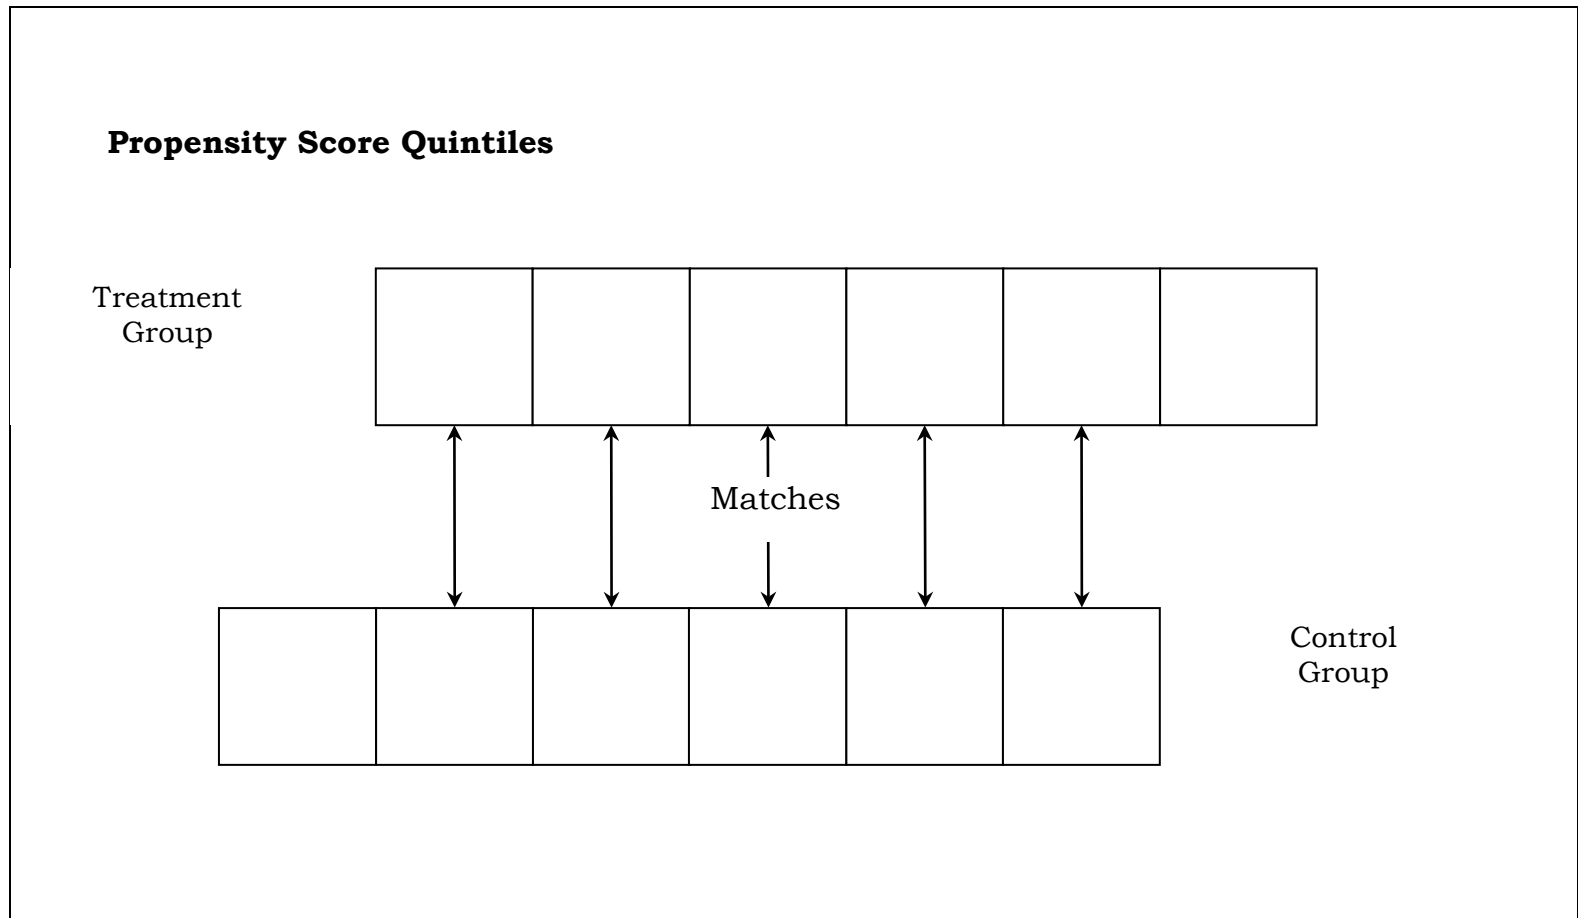 Propensity Score Quintiles
Treatment
Group
Matches
Control
Group